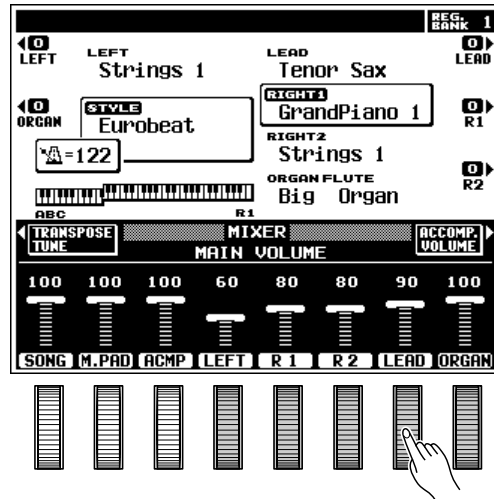 REG.
BANK 1
0
LEFT
LEFT
Strings 1
LEAD
Tenor Sax
0
LEAD
0
ORGAN
STYLE
Eurobeat
RIGHT1
GrandPiano 1
0
R1
=122
RIGHT2
Strings 1
0
R2
ORGAN FLUTE
Big Organ
ABC
R1
TRANSPOSE
TUNE
MIXER
MAIN VOLUME
ACCOMP.
VOLUME
100 100 100 60 80 80 90 100
SONG M.PAD ACMP LEFT R 1 R 2 LEAD ORGAN